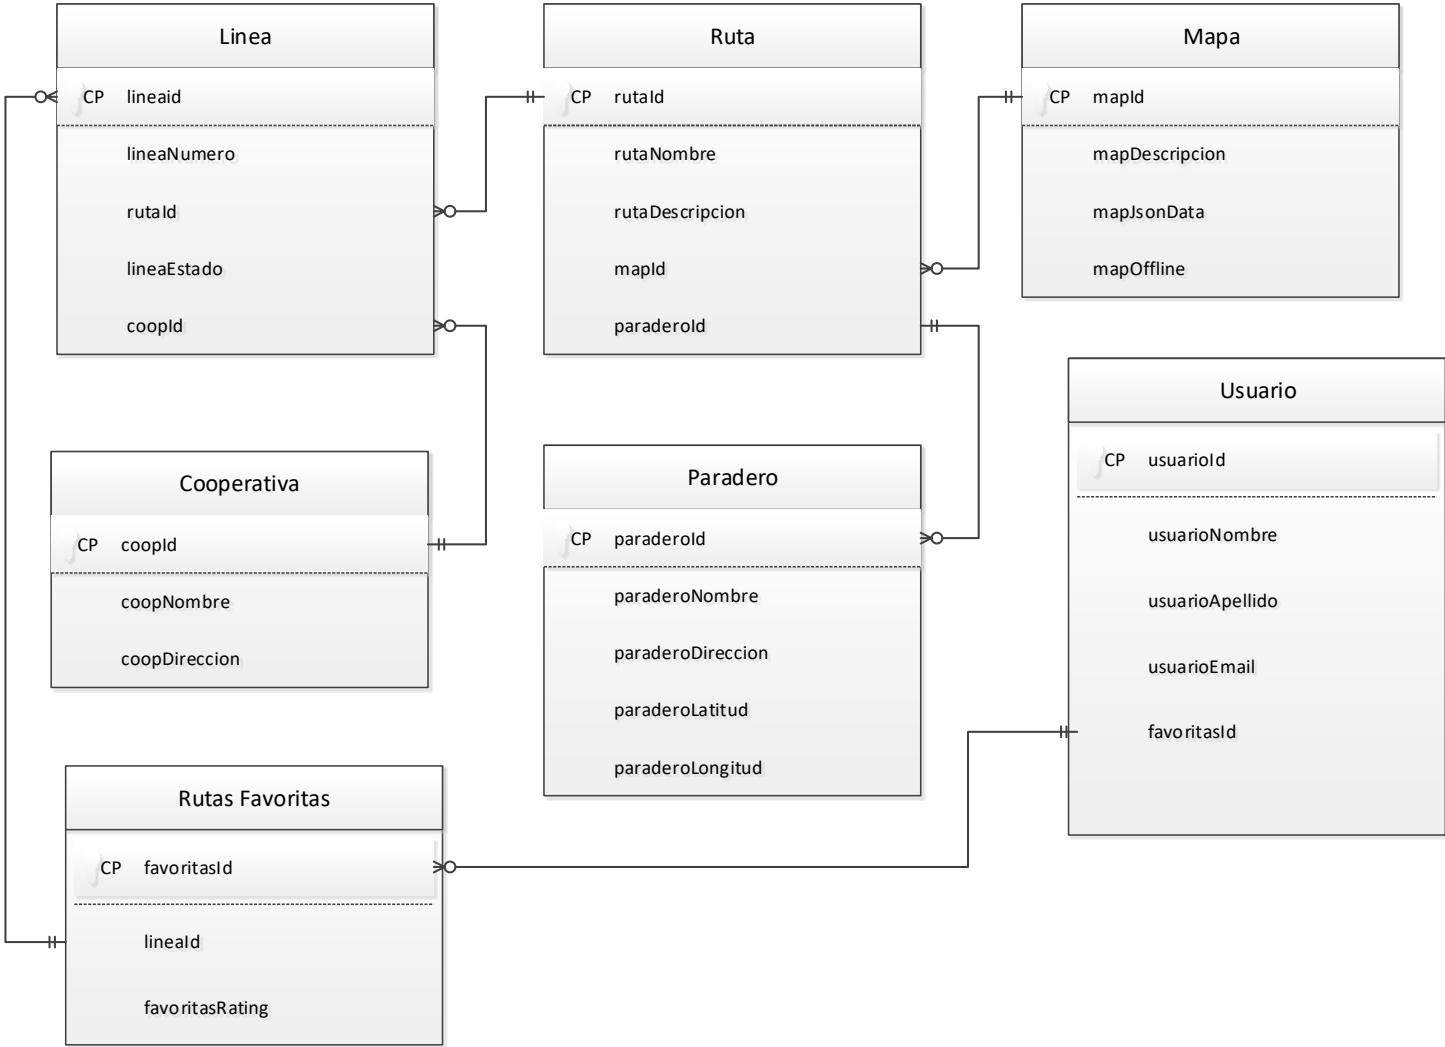 Linea
CP lineaid
lineaNumero
rutaId
lineaEstado
coopId
Ruta
CP rutaId
rutaNombre
rutaDescripcion
mapId
paraderoId
Mapa
CP mapId
mapDescripcion
mapJsonData
mapOffline
Cooperativa
CP coopId
coopNombre
coopDireccion
Paradero
CP paraderoId
paraderoNombre
paraderoDireccion
paraderoLatitud
paraderoLongitud
Usuario
CP usuarioId
usuarioNombre
usuarioApellido
usuarioEmail
favoritasId
Rutas Favoritas
CP favoritasId
lineaId
favoritasRating